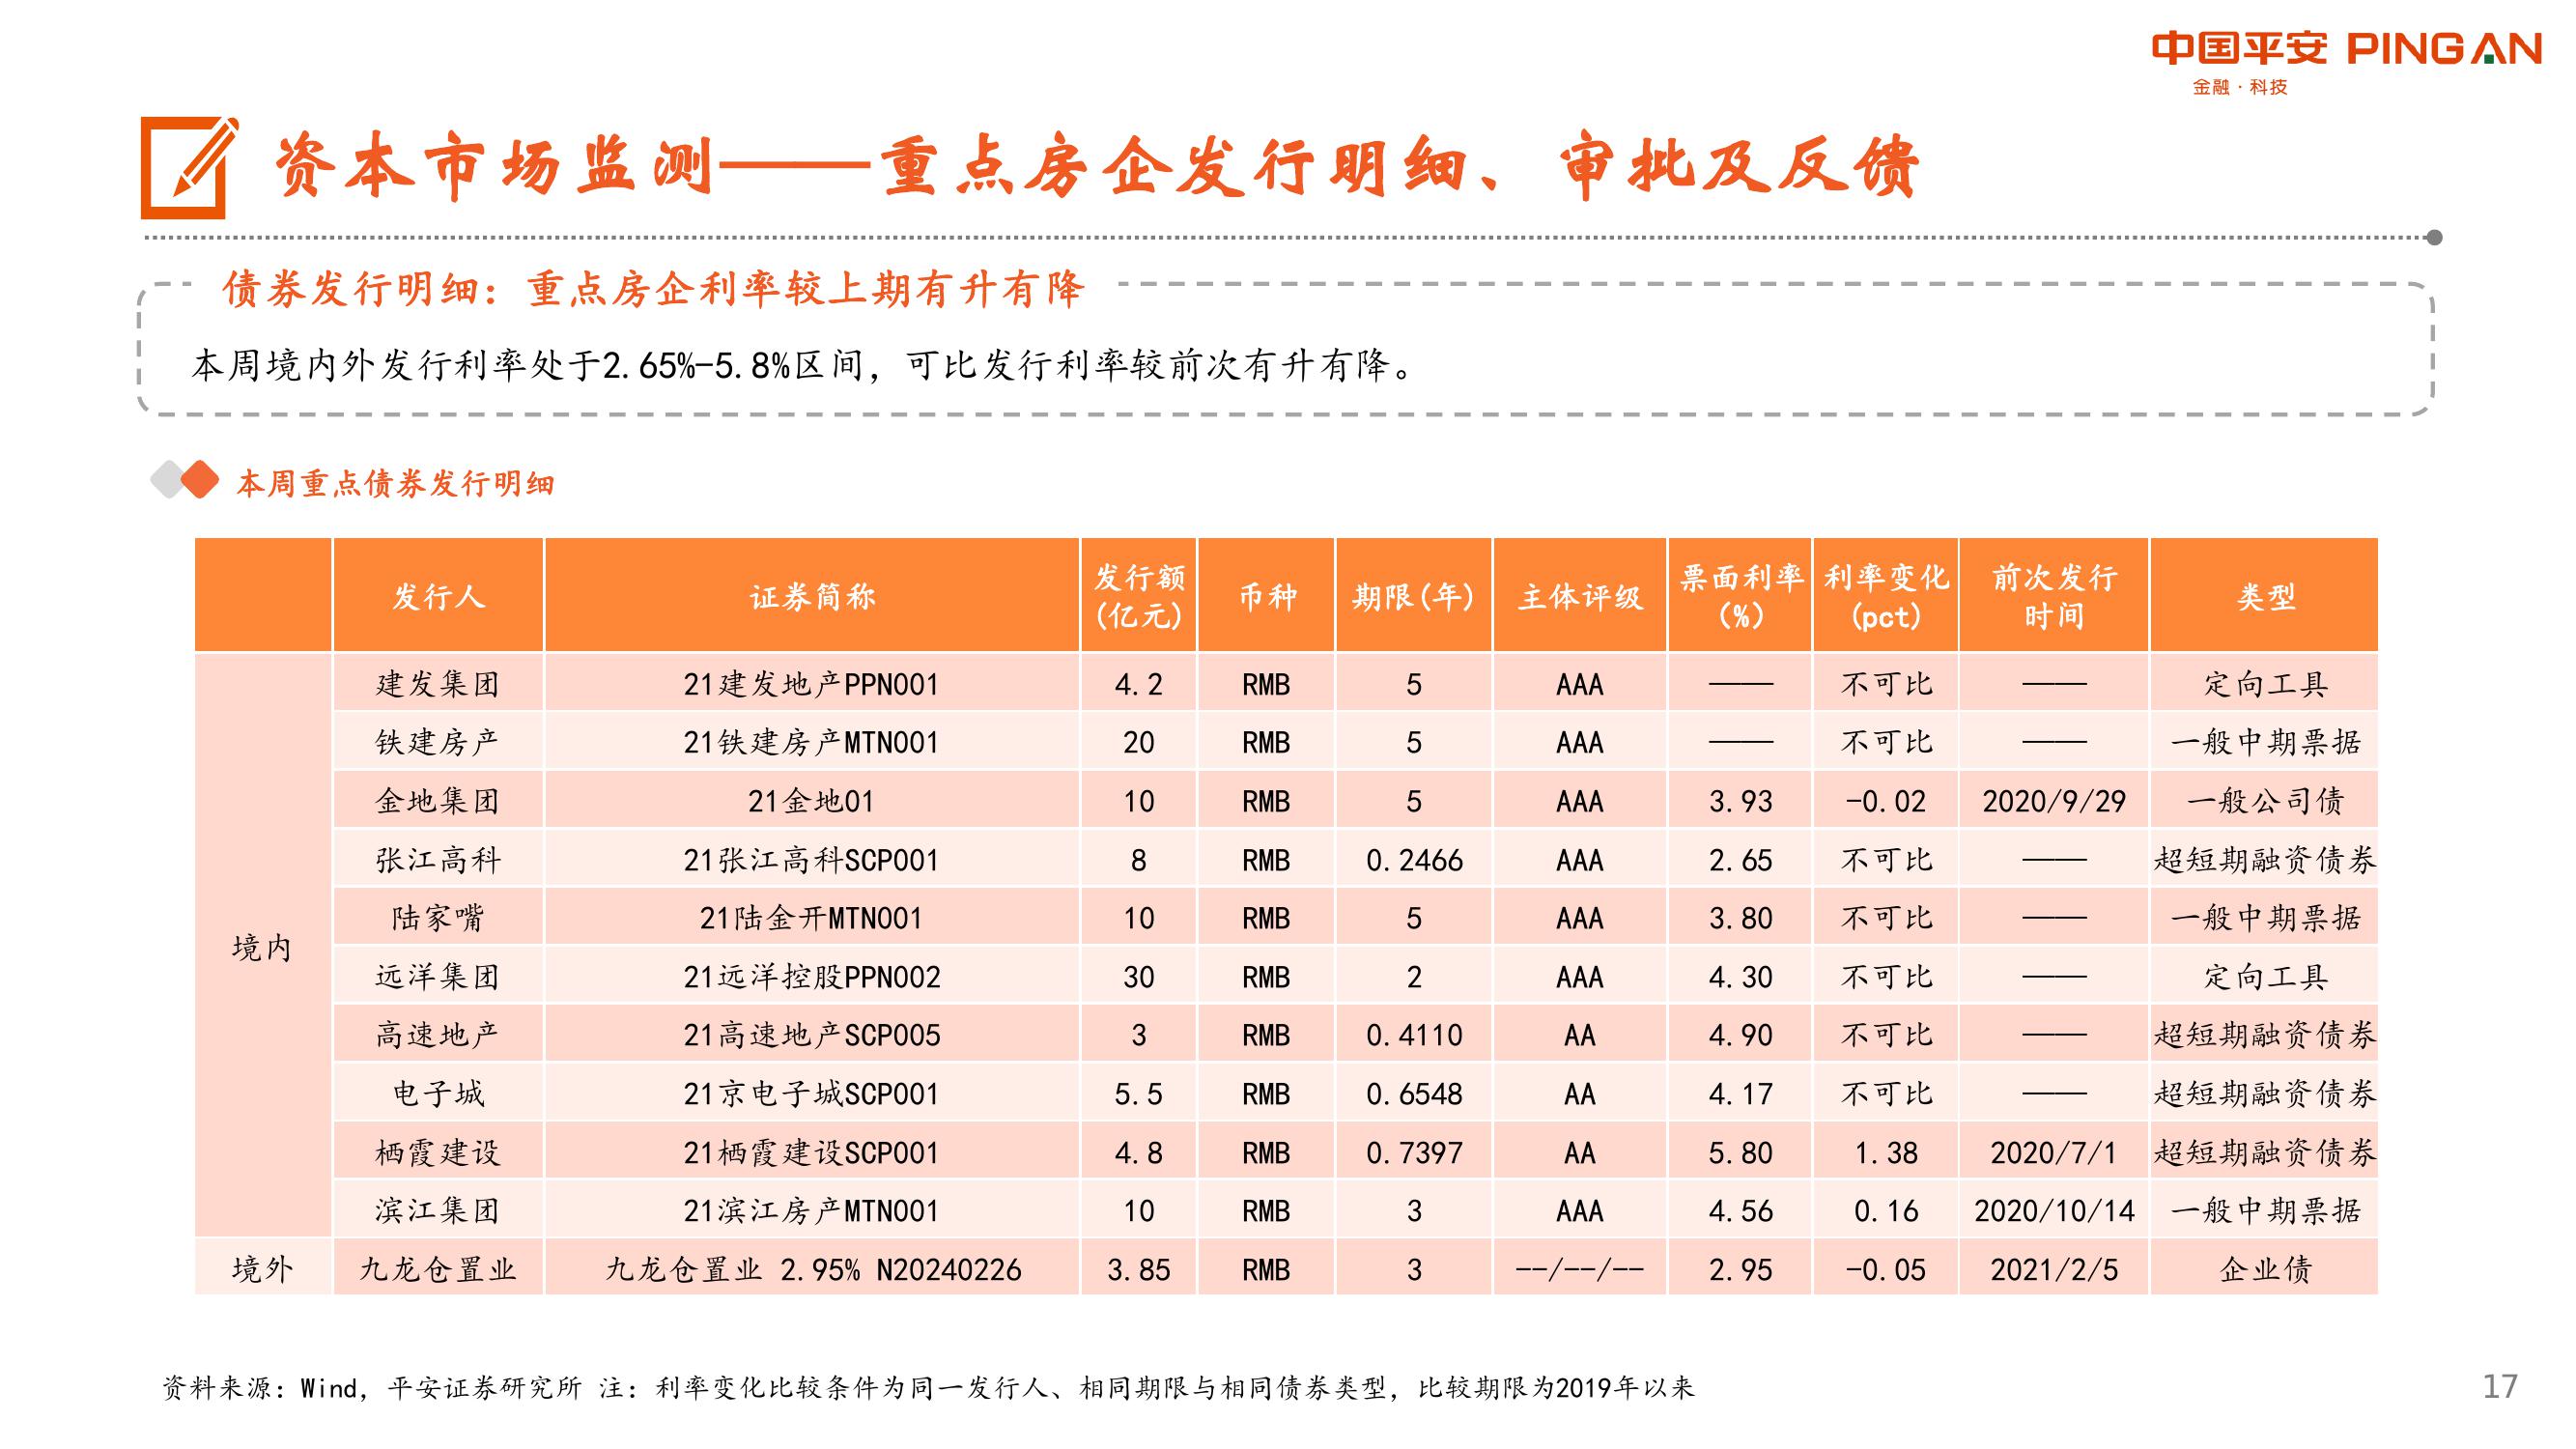 中国平安 PINGAN
金融·科技
资本市场监测——重点房企发行明细、审批及反馈
债券发行明细：重点房企利率较上期有升有降
本周境内外发行利率处于2.65%-5.8%区间，可比发行利率较前次有升有降。
本周重点债券发行明细
发行人 证券简称 发行额(亿元) 币种 期限(年) 主体评级 票面利率(%) 利率变化(pct) 前次发行时间 类型
境内
建发集团 21建发地产PPN001 4.2 RMB 5 AAA —— 不可比 —— 定向工具
铁建房产 21铁建房产MTN001 20 RMB 5 AAA —— 不可比 —— 一般中期票据
金地集团 21金地01 10 RMB 5 AAA 3.93 -0.02 2020/9/29 一般公司债
张江高科 21张江高科SCP001 8 RMB 0.2466 AAA 2.65 不可比 —— 超短期融资债券
陆家嘴 21陆金开MTN001 10 RMB 5 AAA 3.80 不可比 —— 一般中期票据
远洋集团 21远洋控股PPN002 30 RMB 2 AAA 4.30 不可比 —— 定向工具
高速地产 21高速地产SCP005 3 RMB 0.4110 AA 4.90 不可比 —— 超短期融资债券
电子城 21京电子城SCP001 5.5 RMB 0.6548 AA 4.17 不可比 —— 超短期融资债券
栖霞建设 21栖霞建设SCP001 4.8 RMB 0.7397 AA 5.80 1.38 2020/7/1 超短期融资债券
滨江集团 21滨江房产MTN001 10 RMB 3 AAA 4.56 0.16 2020/10/14 一般中期票据
境外 九龙仓置业 九龙仓置业 2.95% N20240226 3.85 RMB 3 --/--/-- 2.95 -0.05 2021/2/5 企业债
资料来源：Wind，平安证券研究所 注：利率变化比较条件为同一发行人、相同期限与相同债券类型，比较期限为2019年以来
17